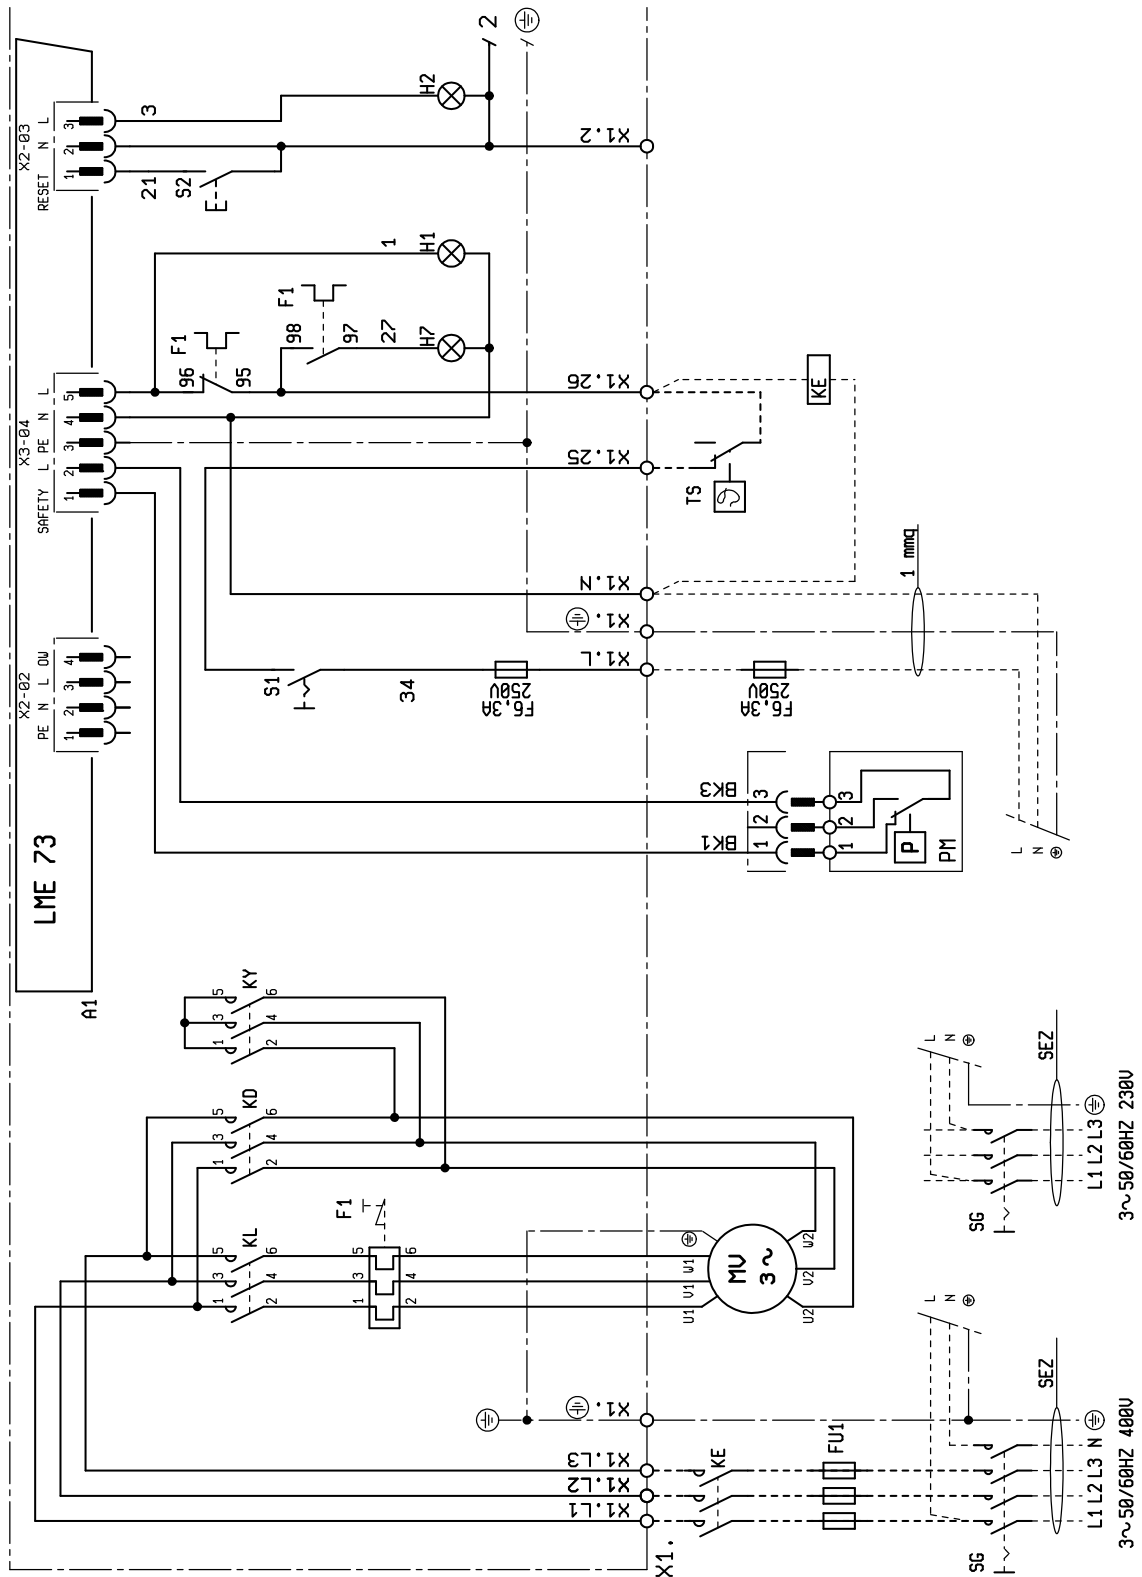 2
X2-03
RESET N L
1 2 3
3
21
S2
H2
X1.2
X3-04
SAFETY L PE N L
1 2 3 4 5
F1
96
95
F1
98
97
27
1
H1
H7
X1.26
KE
X1.25
TS
X1.N
X1.
X1.L
S1
34
F6,3A
250V
F6,3A
250V
1 mmq
X2-02
PE N L OW
1 2 3 4
BK3
BK1
1 2 3
1 2 3
P
PM
L
N
LME 73
A1
KY
1 3 5
2 4 6
KD
1 3 5
2 4 6
KL
1 3 5
2 4 6
F1
1 3 5
2 4 6
U1 V1 W1
MV
3~
U2 V2 W2
L
N
SG
SEZ
L1 L2 L3
3~50/60HZ 230V
X1.
X1.L3
X1.L2
X1.L1
X1.
KE
FU1
L
N
SG
SEZ
L1 L2 L3 N
3~50/60HZ 400V